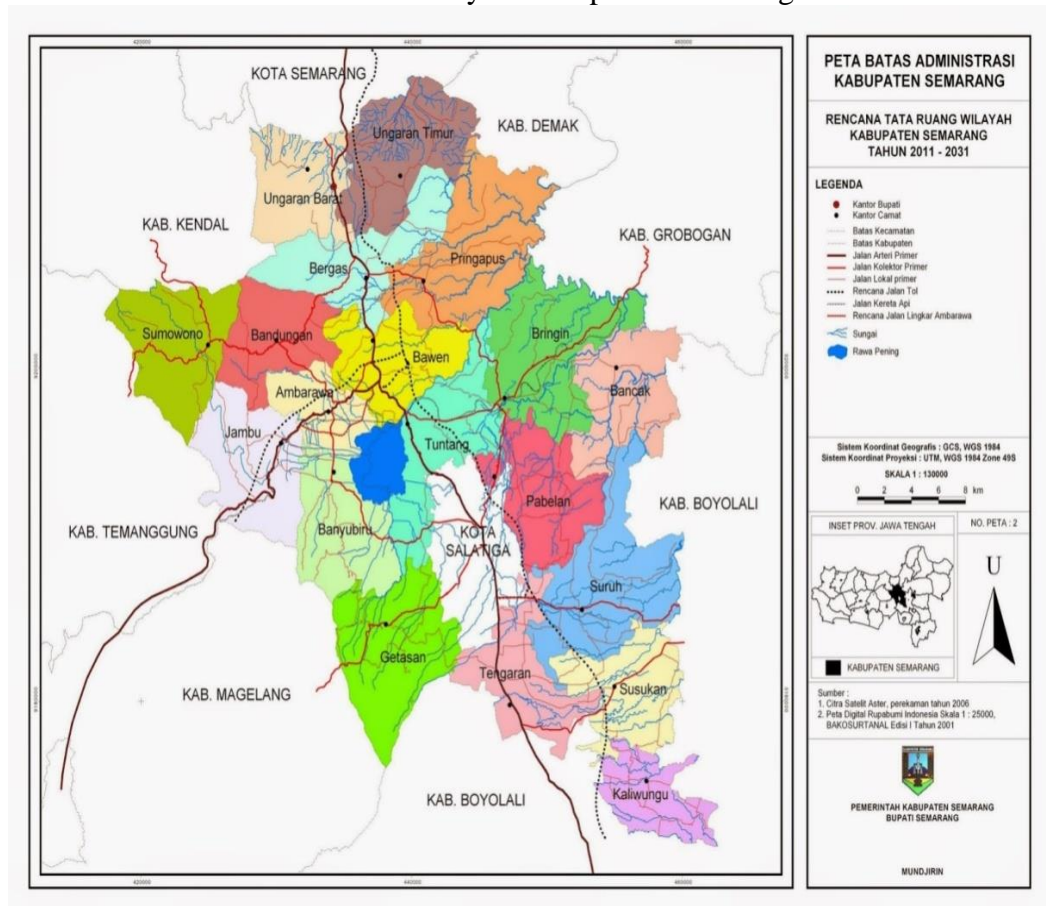 420000
440000
460000
KOTA SEMARANG
Ungaran Timur
KAB. DEMAK
Ungaran Barat
KAB. KENDAL
KAB. GROBOGAN
Bergas
Pringapus
Sumowono
Bandungan
Bringin
Bawen
Ambarawa
Bancak
Jambu
Tuntang
Pabelan
KAB. BOYOLALI
KAB. TEMANGGUNG
Banyubiru
KOTA
SALATIGA
Suruh
Getasan
Tengaran
Susukan
KAB. MAGELANG
Kaliwungu
KAB. BOYOLALI
420000
440000
460000
PETA BATAS ADMINISTRASI
KABUPATEN SEMARANG
RENCANA TATA RUANG WILAYAH
KABUPATEN SEMARANG
TAHUN 2011 - 2031
LEGENDA
Kantor Bupati
Kantor Camat
Batas Kecamatan
Batas Kabupaten
Jalan Arteri Primer
Jalan Kolektor Primer
Jalan Lokal primer
Rencana Jalan Tol
Jalan Kereta Api
Rencana Jalan Lingkar Ambarawa
Sungai
Rawa Pening
Sistem Koordinat Geografis : GCS, WGS 1984
Sistem Koordinat Proyeksi : UTM, WGS 1984 Zone 49S
SKALA 1 : 130000
0 2 4 6 8 km
INSET PROV. JAWA TENGAH
NO. PETA : 2
U
KABUPATEN SEMARANG
Sumber :
1. Citra Satelit Aster, perekaman tahun 2006
2. Peta Digital Rupabumi Indonesia Skala 1 : 25000,
BAKOSURTANAL Edisi I Tahun 2001
PEMERINTAH KABUPATEN SEMARANG
BUPATI SEMARANG
MUNDJIRIN